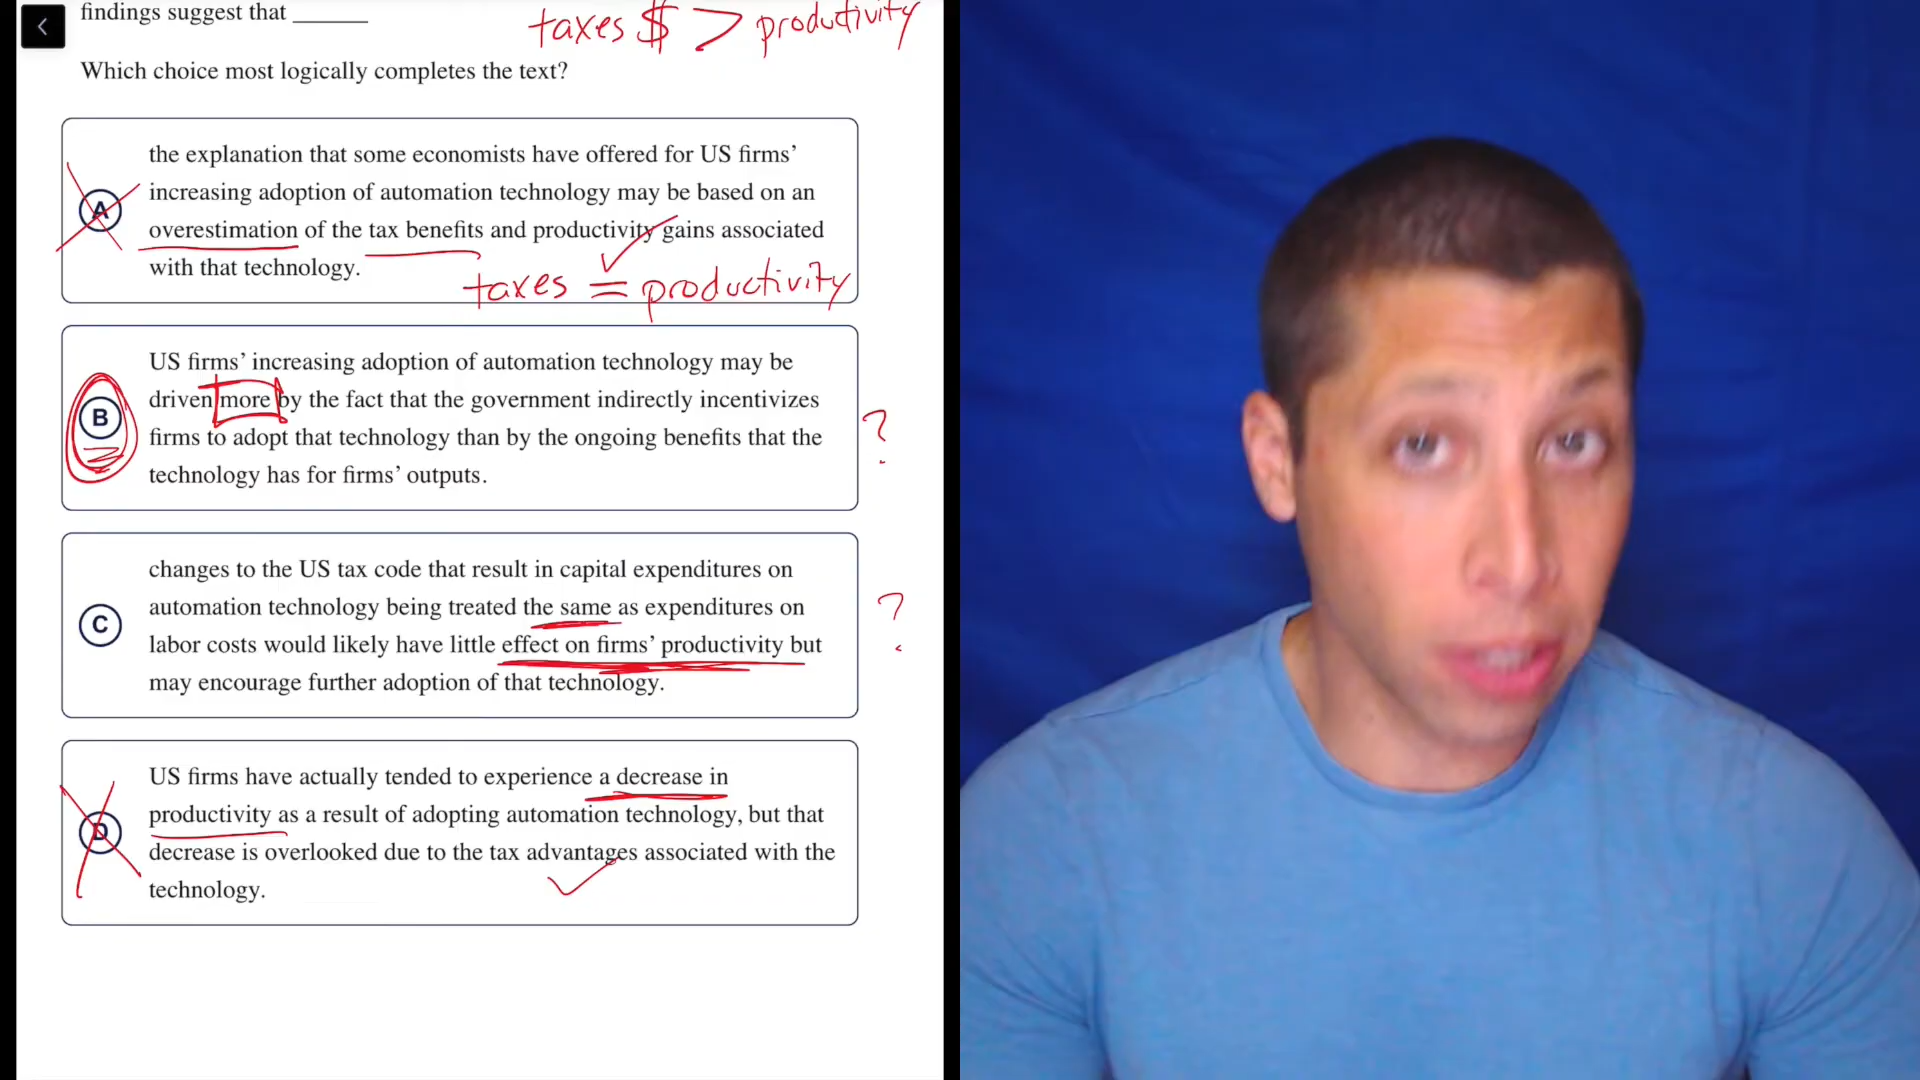 findings suggest that ______
taxes $ > productivity
Which choice most logically completes the text?
A
the explanation that some economists have offered for US firms’
increasing adoption of automation technology may be based on an
overestimation of the tax benefits and productivity gains associated
with that technology.
taxes = productivity
B
US firms’ increasing adoption of automation technology may be
driven more by the fact that the government indirectly incentivizes
firms to adopt that technology than by the ongoing benefits that the
technology has for firms’ outputs.
?
C
changes to the US tax code that result in capital expenditures on
automation technology being treated the same as expenditures on
labor costs would likely have little effect on firms’ productivity but
may encourage further adoption of that technology.
?
D
US firms have actually tended to experience a decrease in
productivity as a result of adopting automation technology, but that
decrease is overlooked due to the tax advantages associated with the
technology.